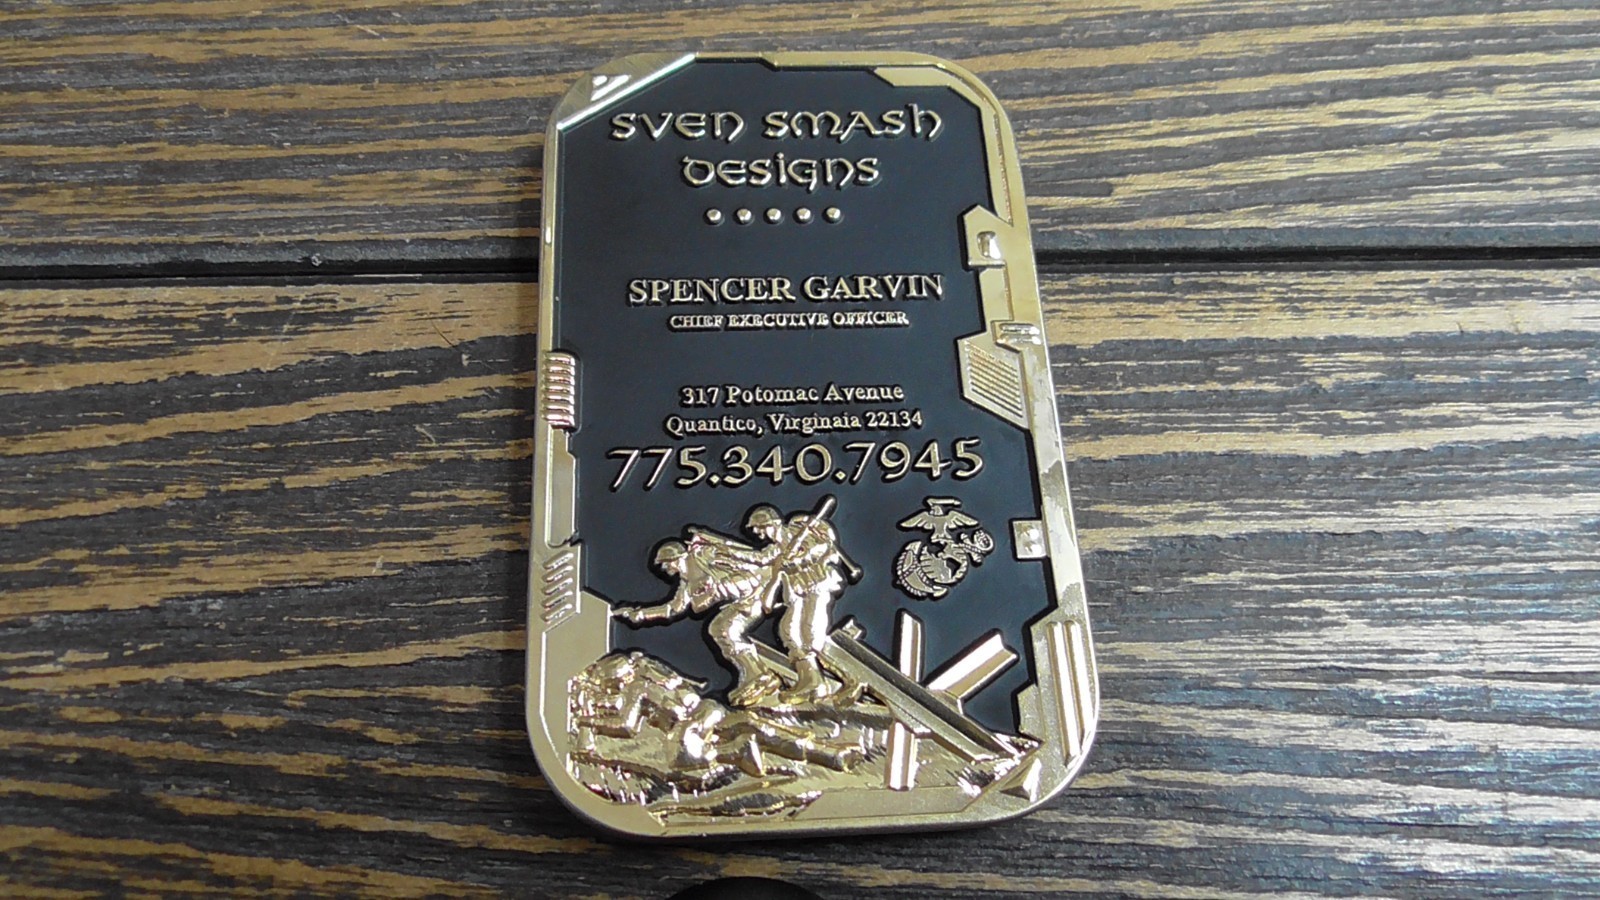 SVEN SMASH
DESIGNS
SPENCER GARVIN
CHIEF EXECUTIVE OFFICER
317 Potomac Avenue
Quantico, Virginaia 22134
775.340.7945